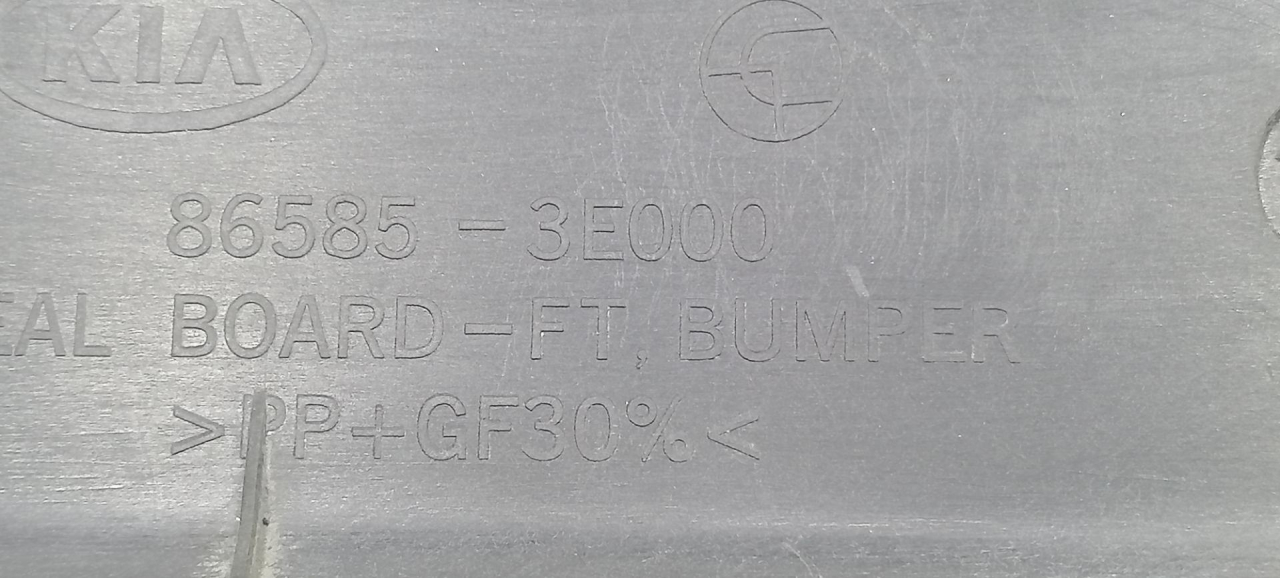 KIA
86585-3E000
EAL BOARD-FT, BUMPER
>PP+GF30%<